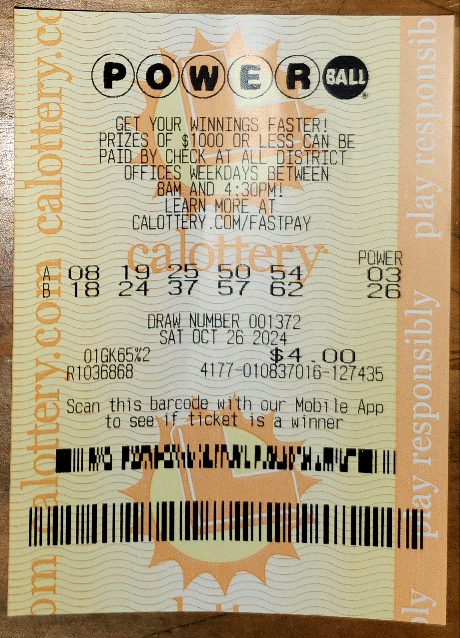 POWERBALL
GET YOUR WINNINGS FASTER!
PRIZES OF $1000 OR LESS CAN BE
PAID BY CHECK AT ALL DISTRICT
OFFICES WEEKDAYS BETWEEN
8AM AND 4:30PM!
LEARN MORE AT
CALOTTERY.COM/FASTPAY
calottery
POWER
A 08 19 25 50 54 03
B 18 24 37 57 62 26
DRAW NUMBER 001372
SAT OCT 26 2024
01GK65%2 $4.00
R1036868 4177-010837016-127435
Scan this barcode with our Mobile App
to see if ticket is a winner
calottery.com calottery.cc
play responsibly play responsib